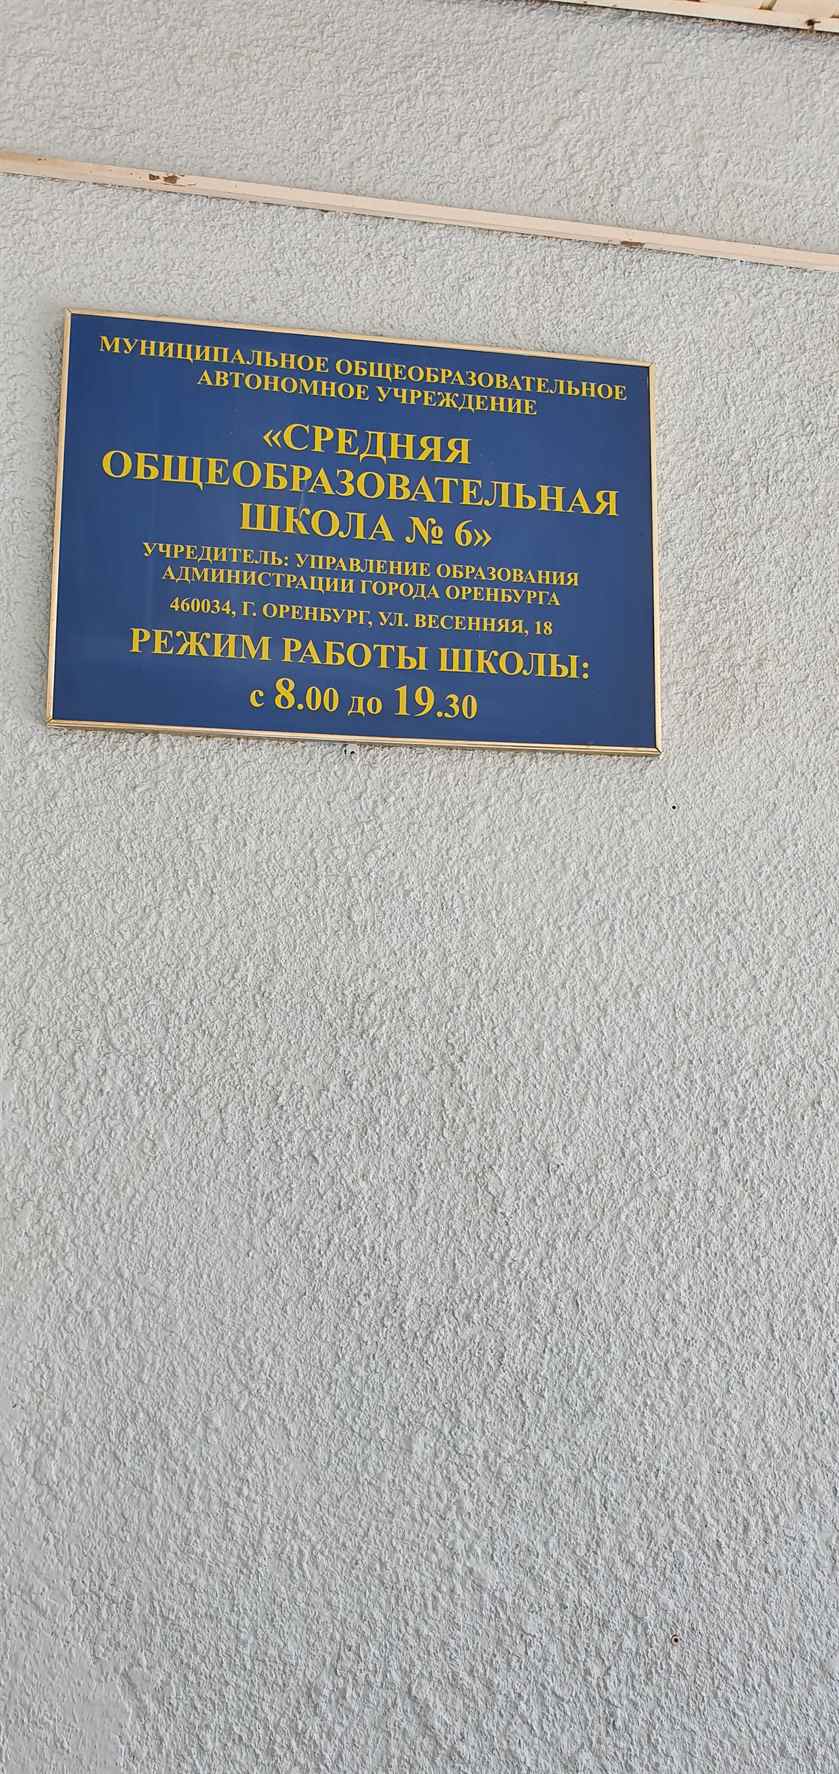 МУНИЦИПАЛЬНОЕ ОБЩЕОБРАЗОВАТЕЛЬНОЕ
АВТОНОМНОЕ УЧРЕЖДЕНИЕ
«СРЕДНЯЯ
ОБЩЕОБРАЗОВАТЕЛЬНАЯ
ШКОЛА № 6»
УЧРЕДИТЕЛЬ: УПРАВЛЕНИЕ ОБРАЗОВАНИЯ
АДМИНИСТРАЦИИ ГОРОДА ОРЕНБУРГА
460034, Г. ОРЕНБУРГ, УЛ. ВЕСЕННЯЯ, 18
РЕЖИМ РАБОТЫ ШКОЛЫ:
с 8.00 до 19.30